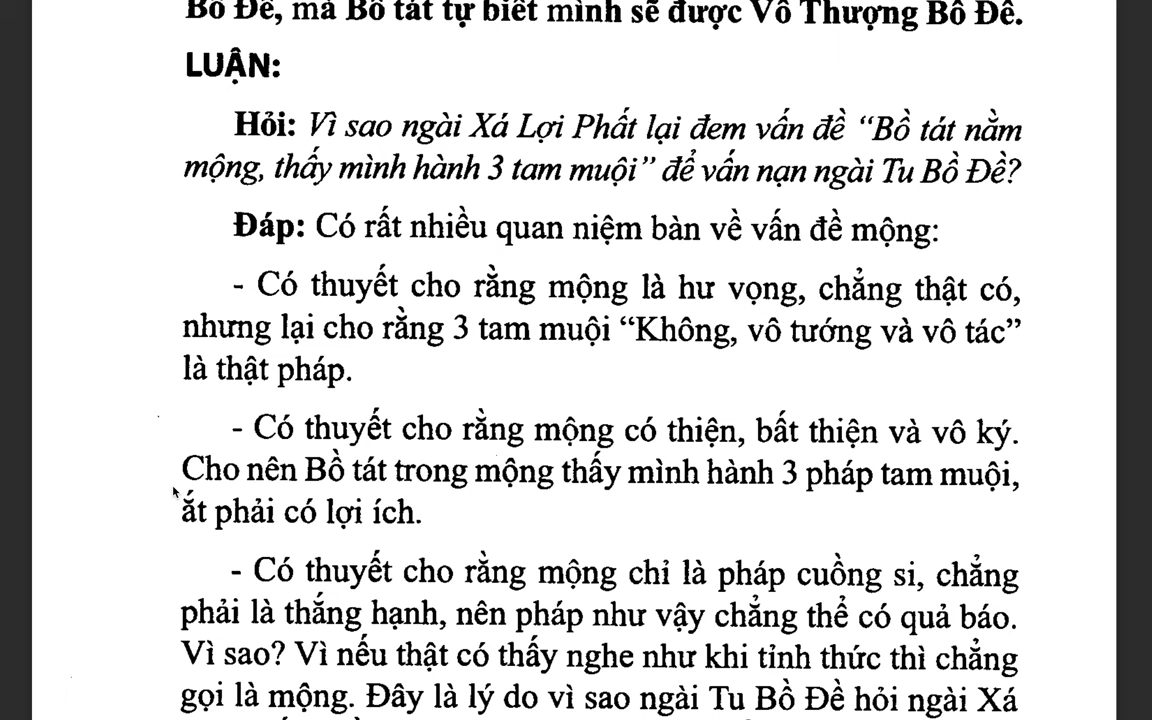 Bồ Đề, mà Bồ tát tự biết mình sẽ được Vô Thượng Bồ Đề.
LUẬN:
Hỏi: Vì sao ngài Xá Lợi Phất lại đem vấn đề “Bồ tát nằm
mộng, thấy mình hành 3 tam muội” để vấn nạn ngài Tu Bồ Đề?
Đáp: Có rất nhiều quan niệm bàn về vấn đề mộng:
- Có thuyết cho rằng mộng là hư vọng, chẳng thật có,
nhưng lại cho rằng 3 tam muội “Không, vô tướng và vô tác”
là thật pháp.
- Có thuyết cho rằng mộng có thiện, bất thiện và vô ký.
Cho nên Bồ tát trong mộng thấy mình hành 3 pháp tam muội,
ắt phải có lợi ích.
- Có thuyết cho rằng mộng chỉ là pháp cuồng si, chẳng
phải là thắng hạnh, nên pháp như vậy chẳng thể có quả báo.
Vì sao? Vì nếu thật có thấy nghe như khi tỉnh thức thì chẳng
gọi là mộng. Đây là lý do vì sao ngài Tu Bồ Đề hỏi ngài Xá